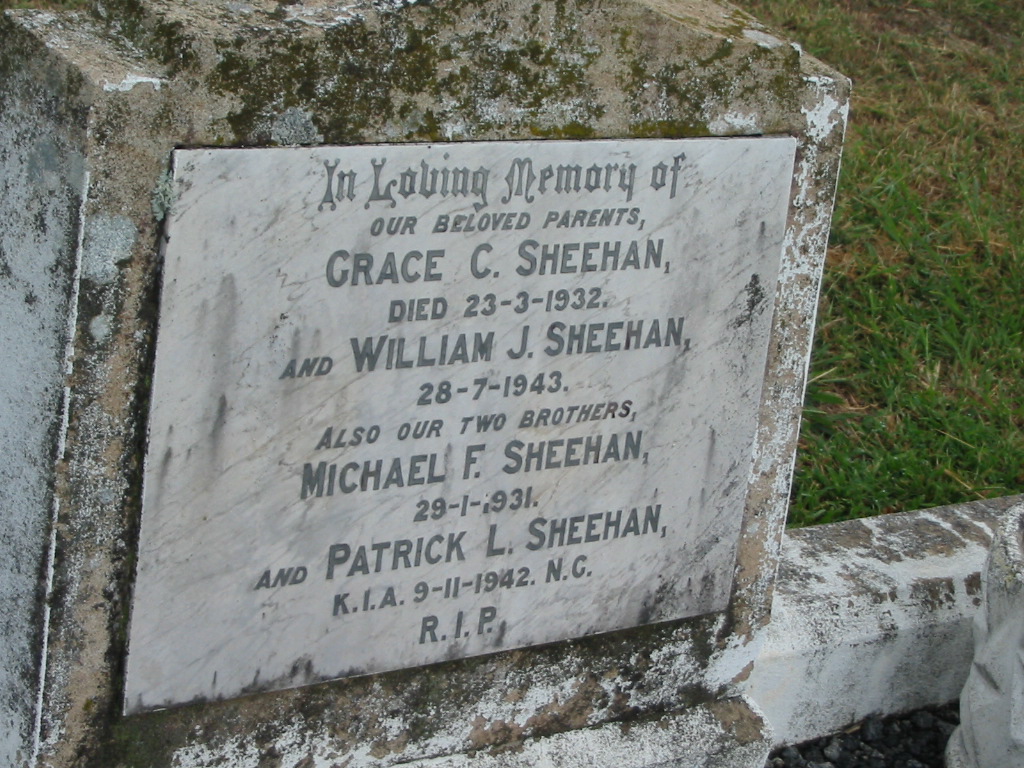 In Loving Memory of
OUR BELOVED PARENTS,
GRACE C. SHEEHAN,
DIED 23-3-1932.
AND WILLIAM J. SHEEHAN,
28-7-1943.
ALSO OUR TWO BROTHERS,
MICHAEL F. SHEEHAN,
29-1-1931.
AND PATRICK L. SHEEHAN,
K.I.A. 9-11-1942. N.G.
R.I.P.